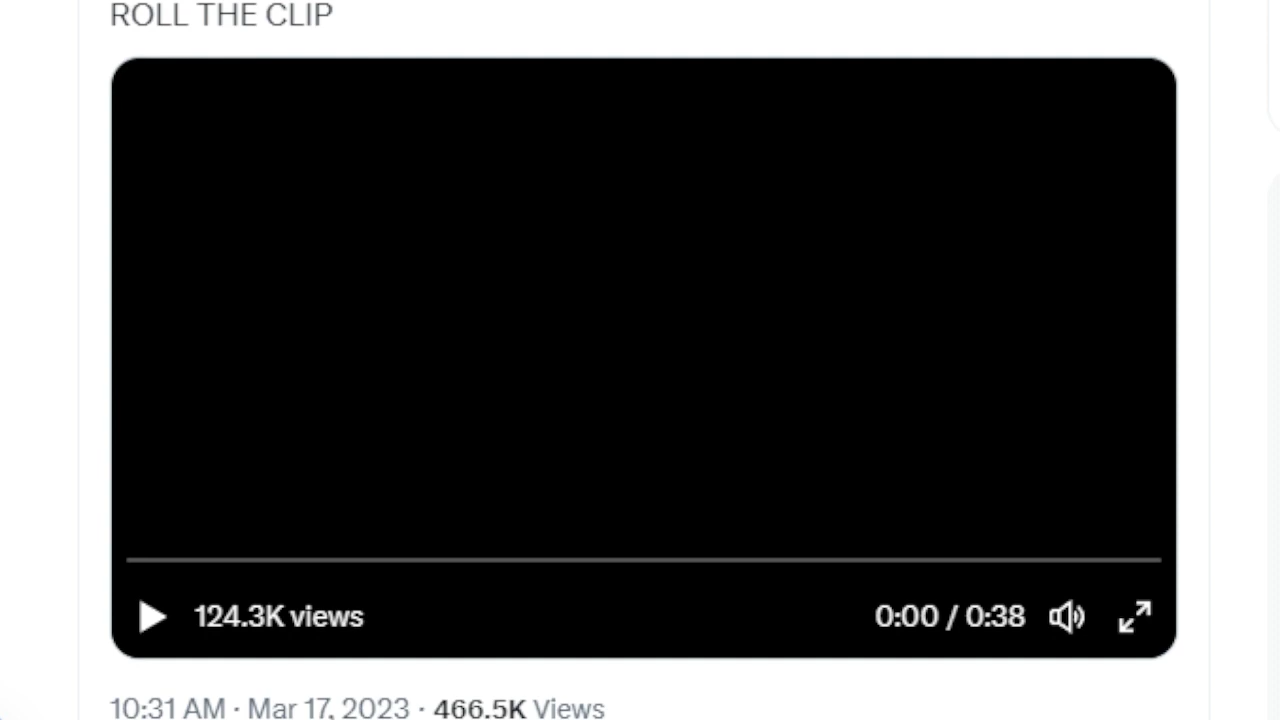 ROLL THE CLIP
124.3K views
0:00 / 0:38
10:31 AM · Mar 17, 2023 · 466.5K Views